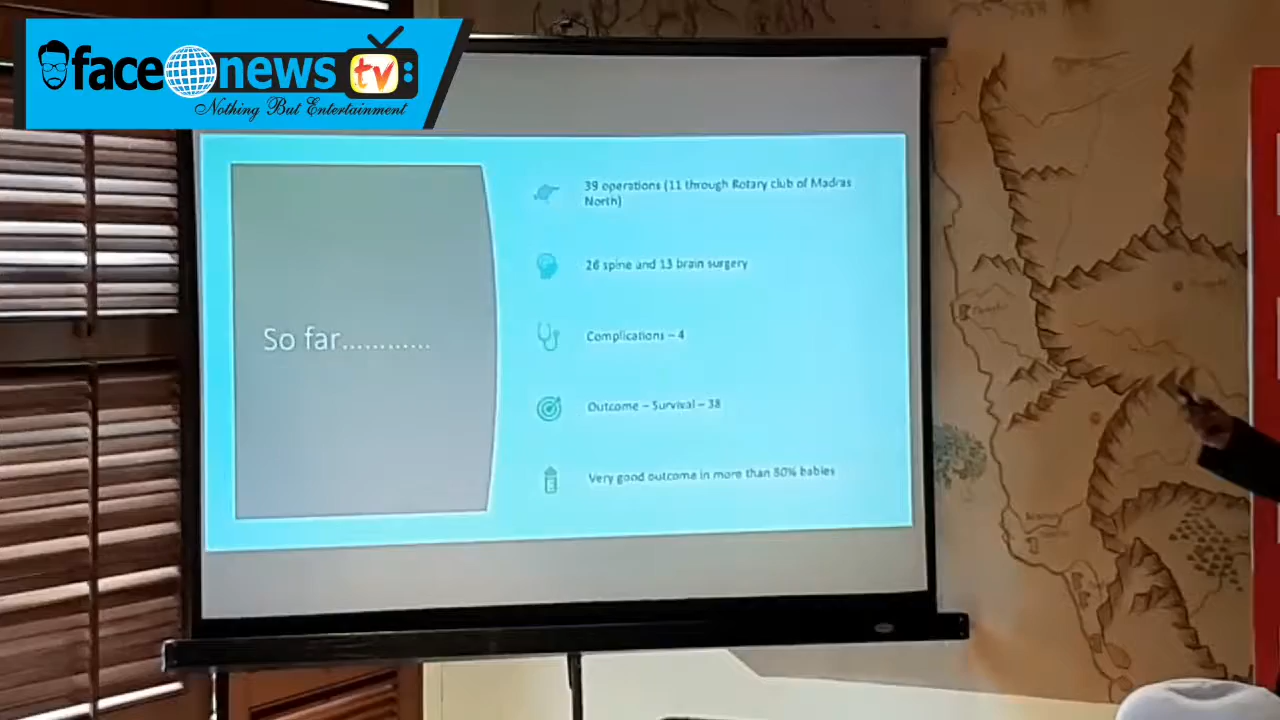 face news tv:
Nothing But Entertainment
So far............
39 operations (11 through Rotary club of Madras
North)
26 spine and 13 brain surgery
Complications – 4
Outcome – Survival – 38
Very good outcome in more than 80% babies